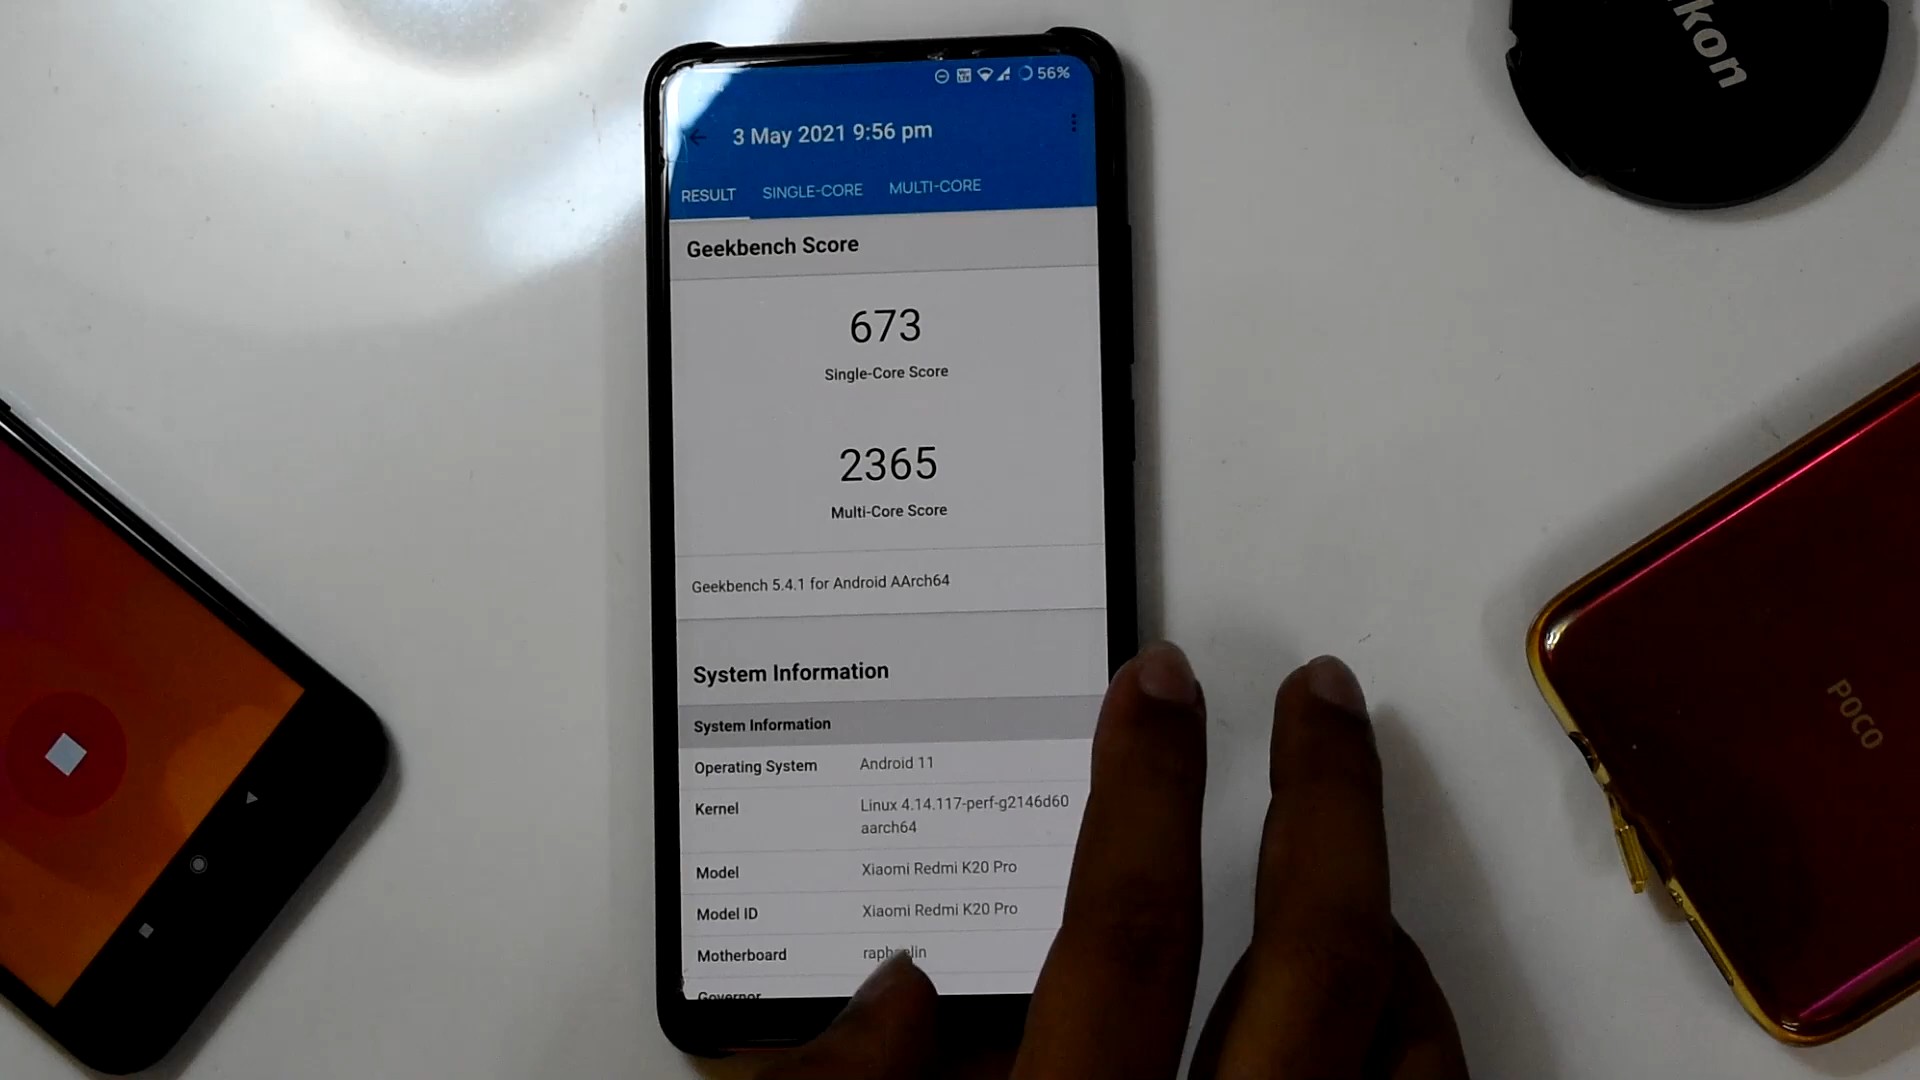 56%
3 May 2021 9:56 pm
RESULT SINGLE-CORE MULTI-CORE
Geekbench Score
673
Single-Core Score
2365
Multi-Core Score
Geekbench 5.4.1 for Android AArch64
System Information
System Information
Operating System Android 11
Kernel Linux 4.14.117-perf-g2146d60
aarch64
Model Xiaomi Redmi K20 Pro
Model ID Xiaomi Redmi K20 Pro
Motherboard raphaelin
Governor
kon
POCO